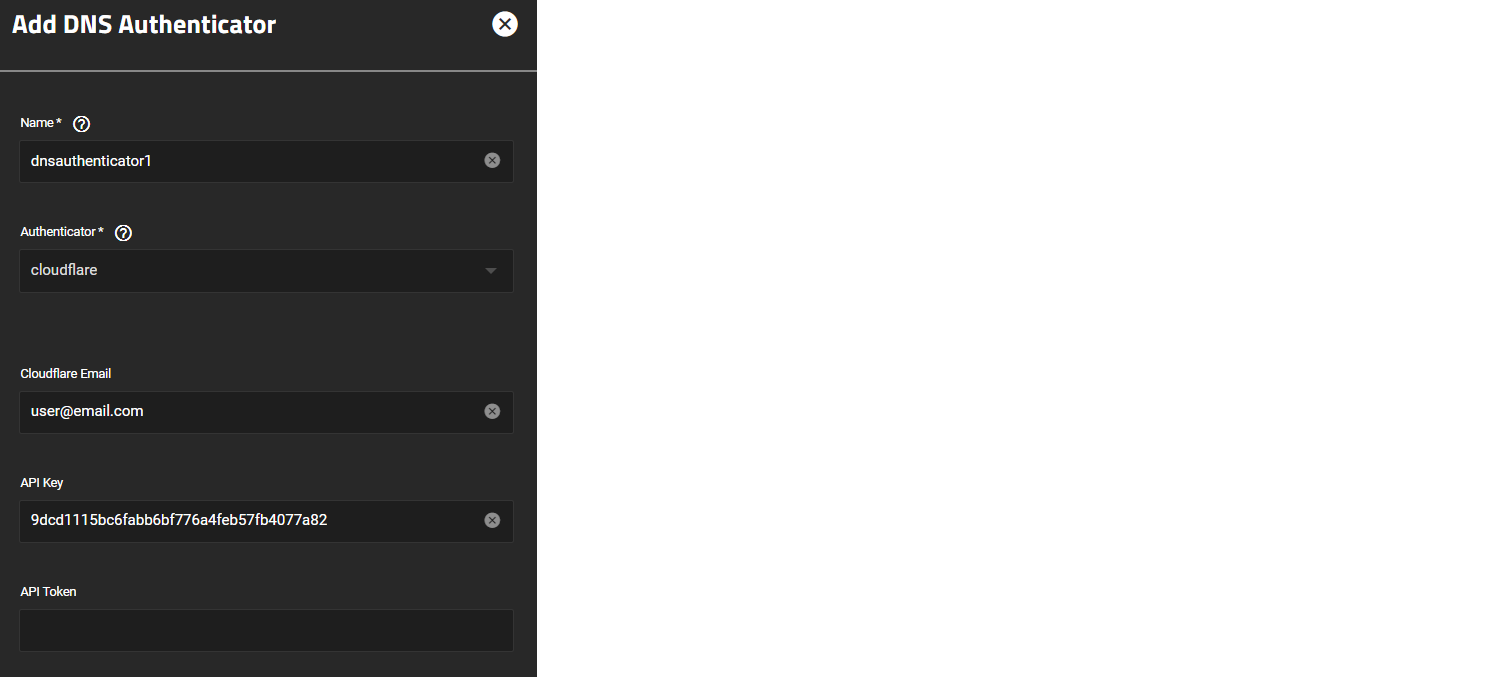 Add DNS Authenticator
Name *
dnsauthenticator1
Authenticator *
cloudflare
Cloudflare Email
user@email.com
API Key
9dcd1115bc6fabb6bf776a4feb57fb4077a82
API Token